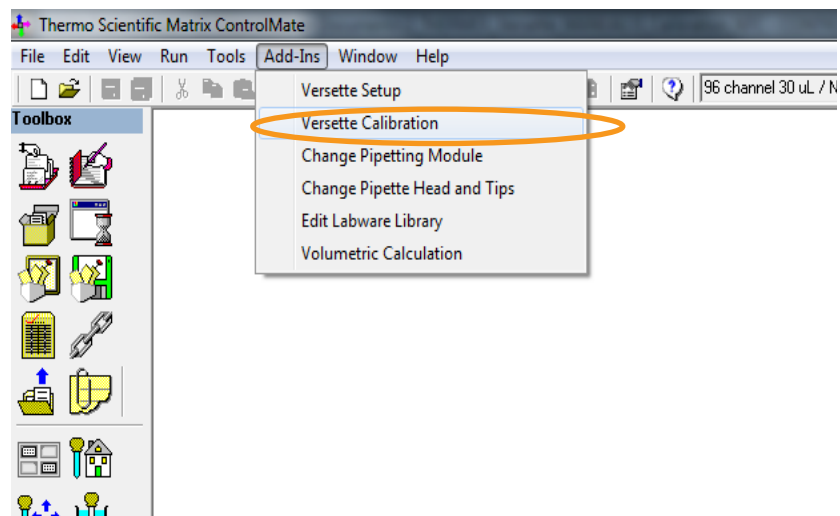 Thermo Scientific Matrix ControlMate
File Edit View Run Tools Add-Ins Window Help
96 channel 30 uL / N
Toolbox
Versette Setup
Versette Calibration
Change Pipetting Module
Change Pipette Head and Tips
Edit Labware Library
Volumetric Calculation